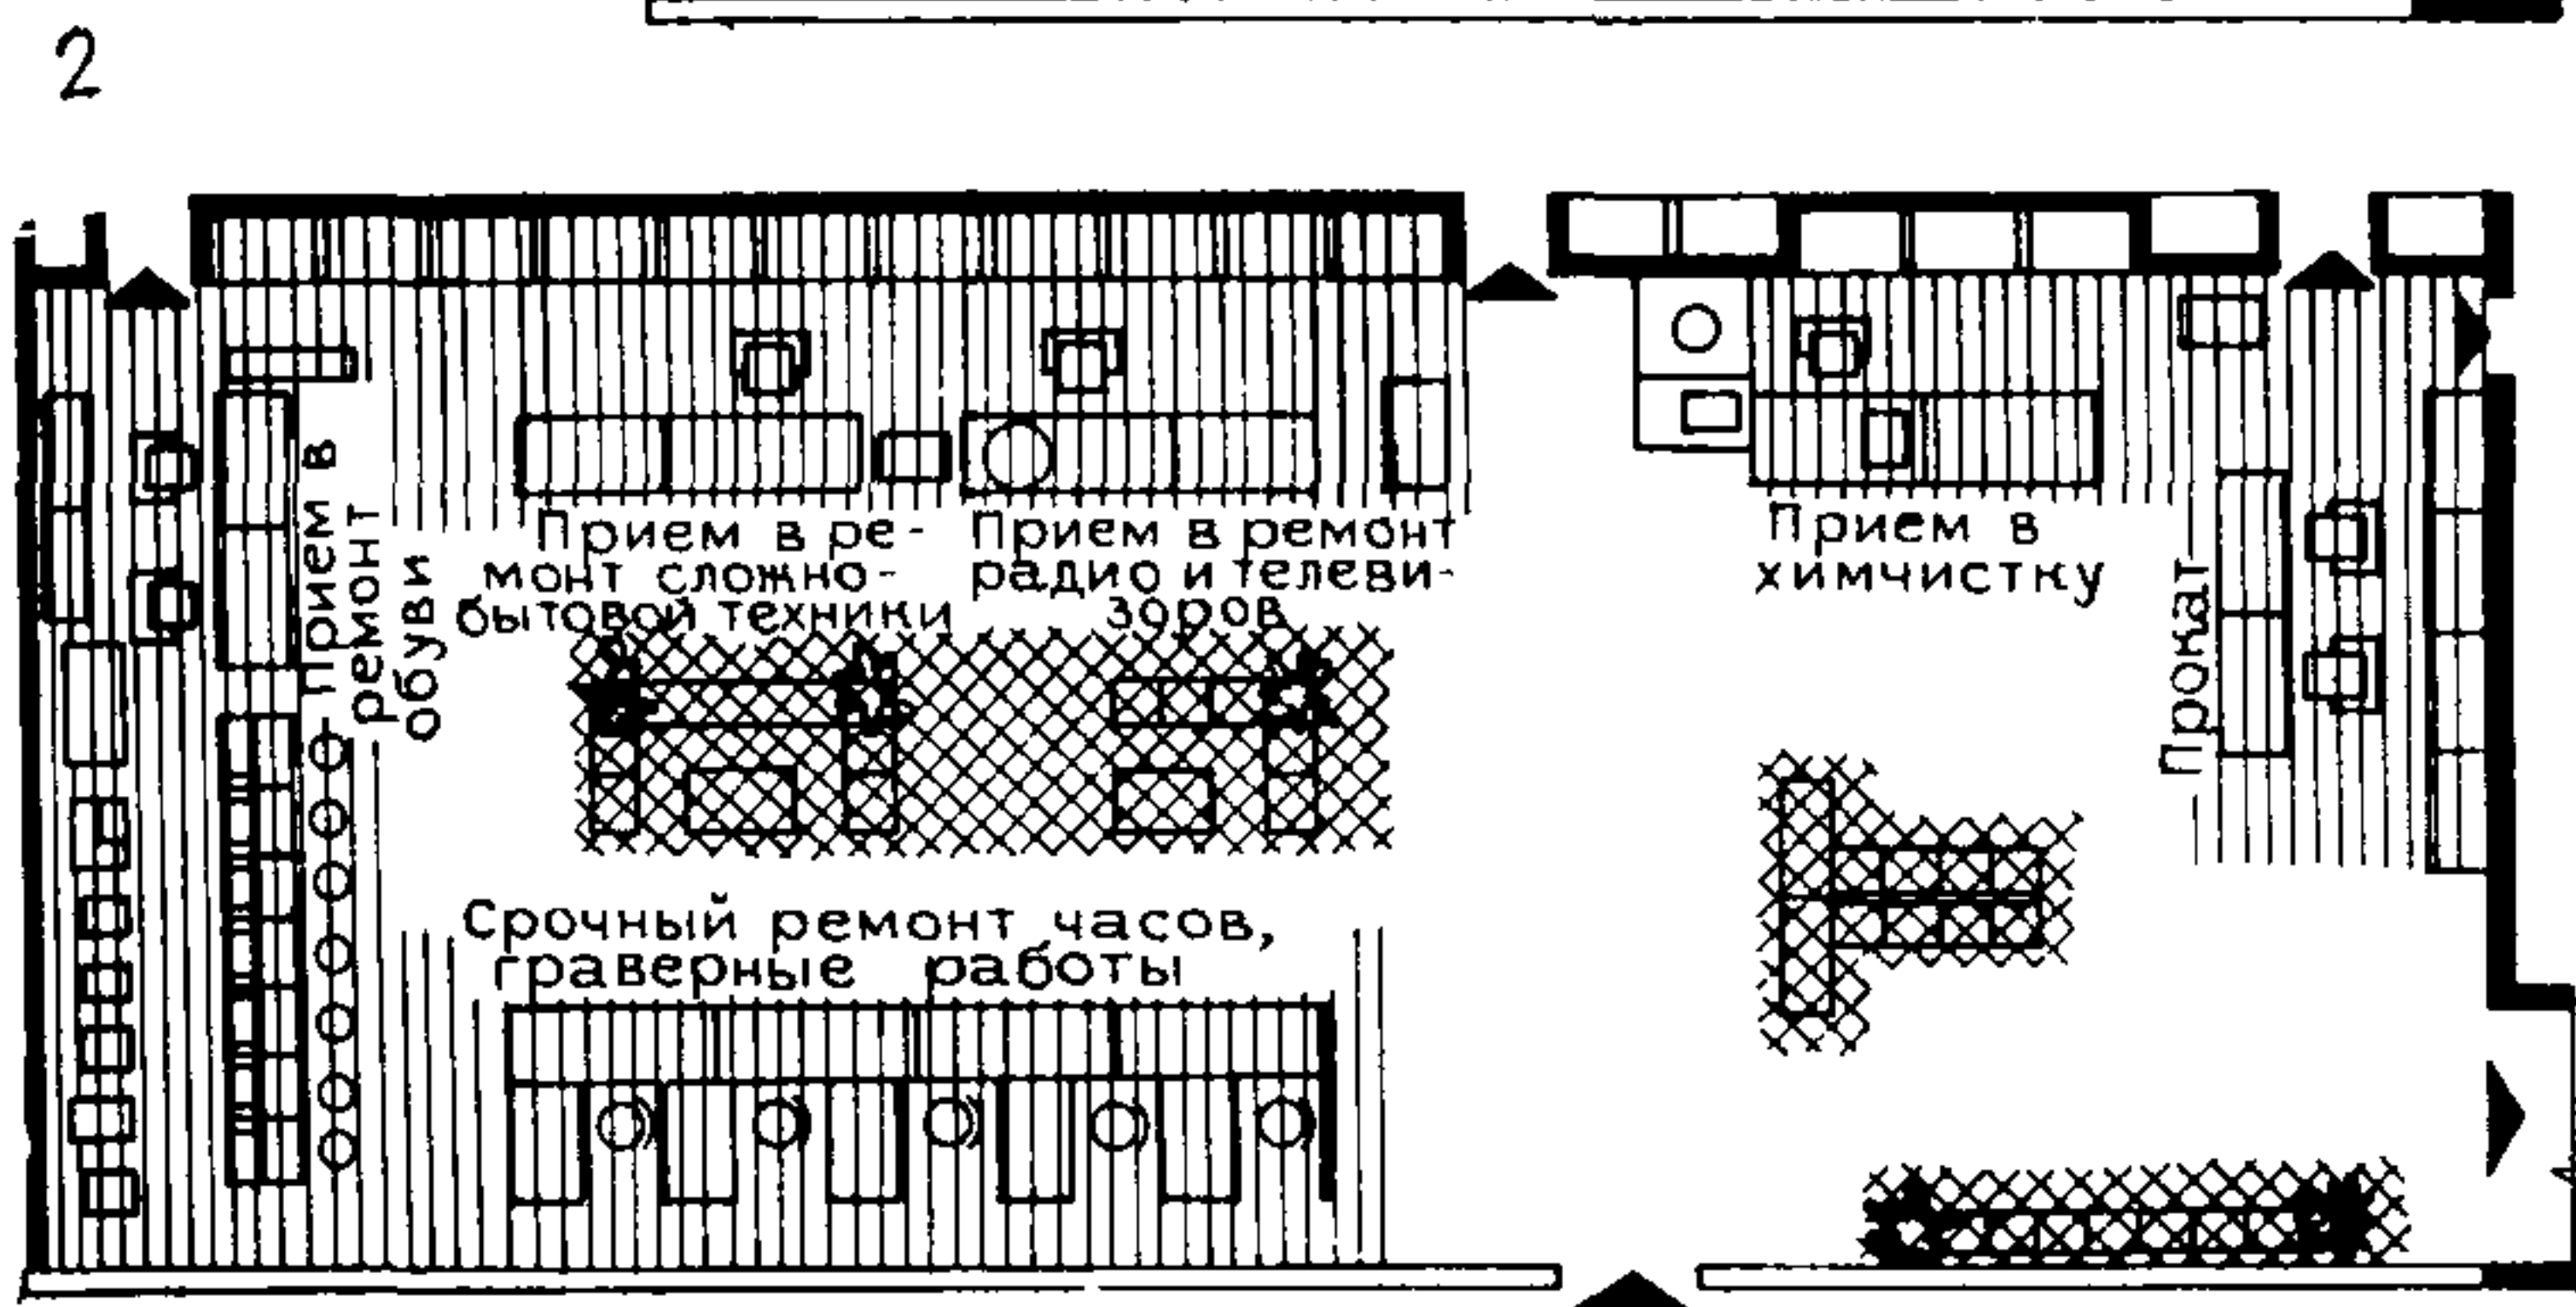 2
Прием в
ремонт
обуви
Прием в ре-
монт сложно-
бытовой техники
Прием в ремонт
радио и телеви-
зоров
Прием в
химчистку
Прокат
Срочный ремонт часов,
граверные работы